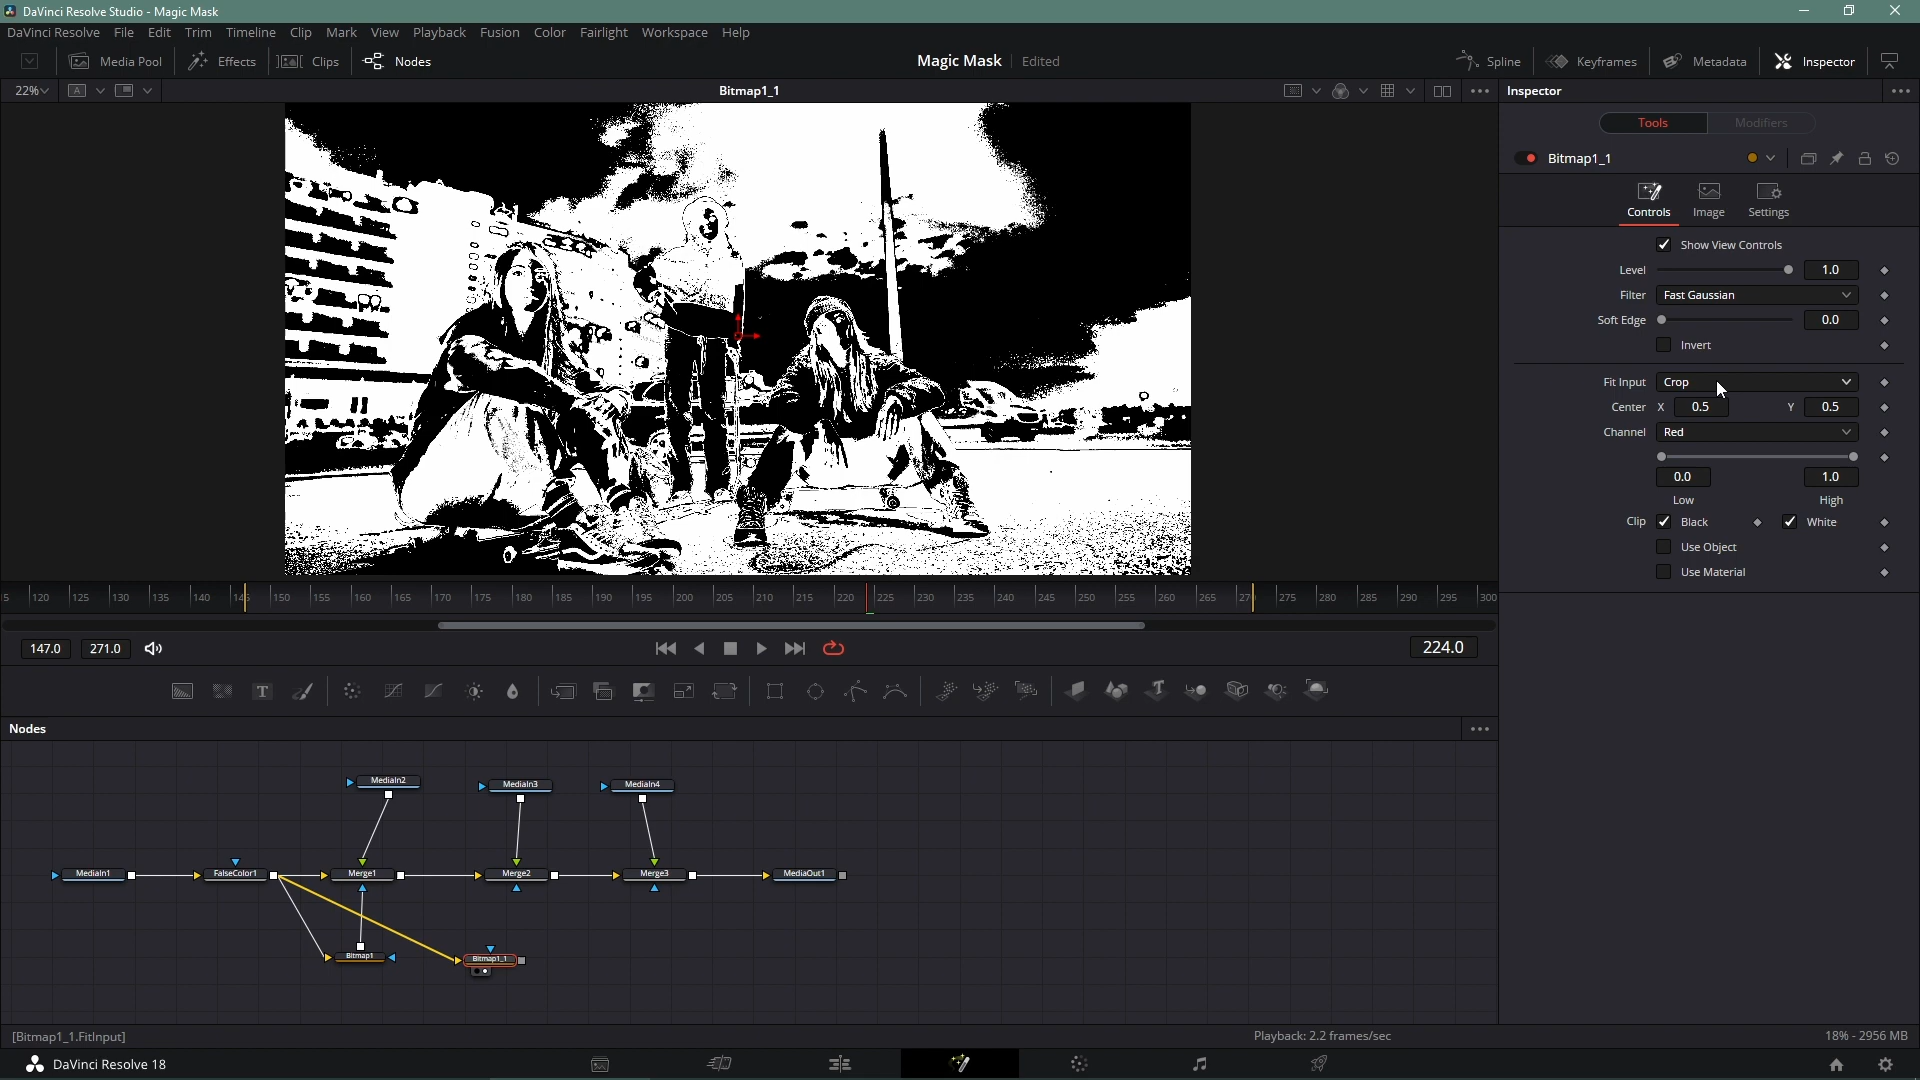 DaVinci Resolve Studio - Magic Mask
DaVinci Resolve File Edit Trim Timeline Clip Mark View Playback Fusion Color Fairlight Workspace Help
Media Pool Effects Clips Nodes Magic Mask Edited Spline Keyframes Metadata Inspector
22% A Bitmap1_1 Inspector
Tools Modifiers
Bitmap1_1
Controls Image Settings
Show View Controls
Level 1.0
Filter Fast Gaussian
Soft Edge 0.0
Invert
Fit Input Crop
Center X 0.5 Y 0.5
Channel Red
0.0 1.0
Low High
Clip Black White
Use Object
Use Material
120 125 130 135 140 150 155 160 165 170 175 180 185 190 195 200 205 210 215 220 225 230 235 240 245 250 255 260 265 275 280 285 290 295 300
147.0 271.0 224.0
T
Nodes
MediaIn2 MediaIn3 MediaIn4
MediaIn1 FalseColor1 Merge1 Merge2 Merge3 MediaOut1
Bitmap1 Bitmap1_1
[Bitmap1_1.FitInput] Playback: 2.2 frames/sec 18% - 2956 MB
DaVinci Resolve 18